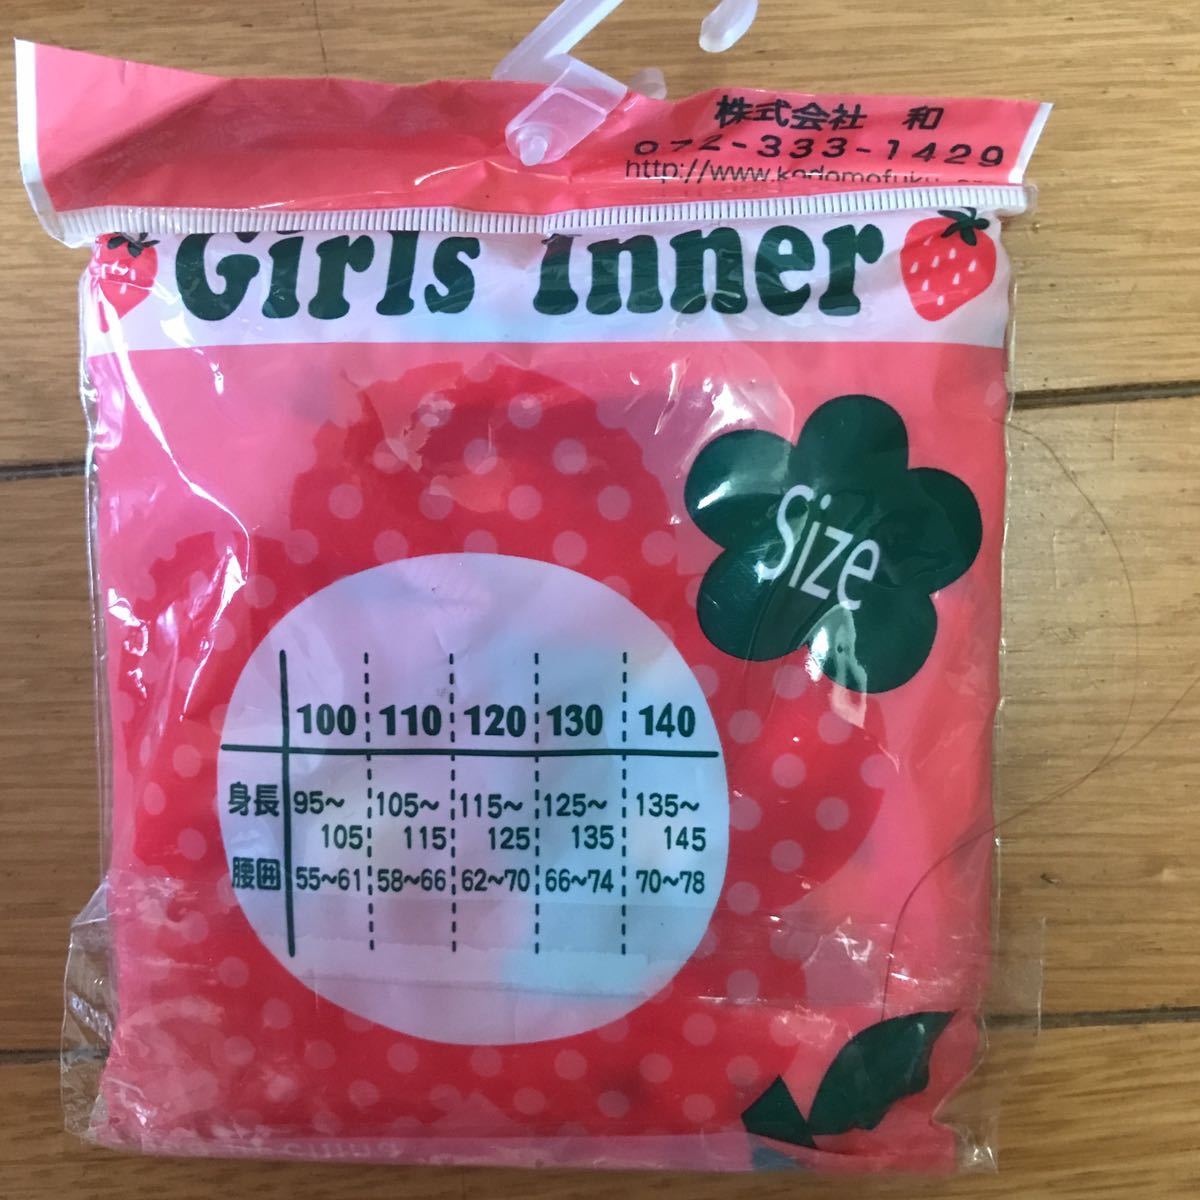 株式会社 和
072-333-1429
http://www.kodomofuku
Girls Inner
Size
100 110 120 130 140
身長 95～105 105～115 115～125 125～135 135～145
腰囲 55～61 58～66 62～70 66～74 70～78